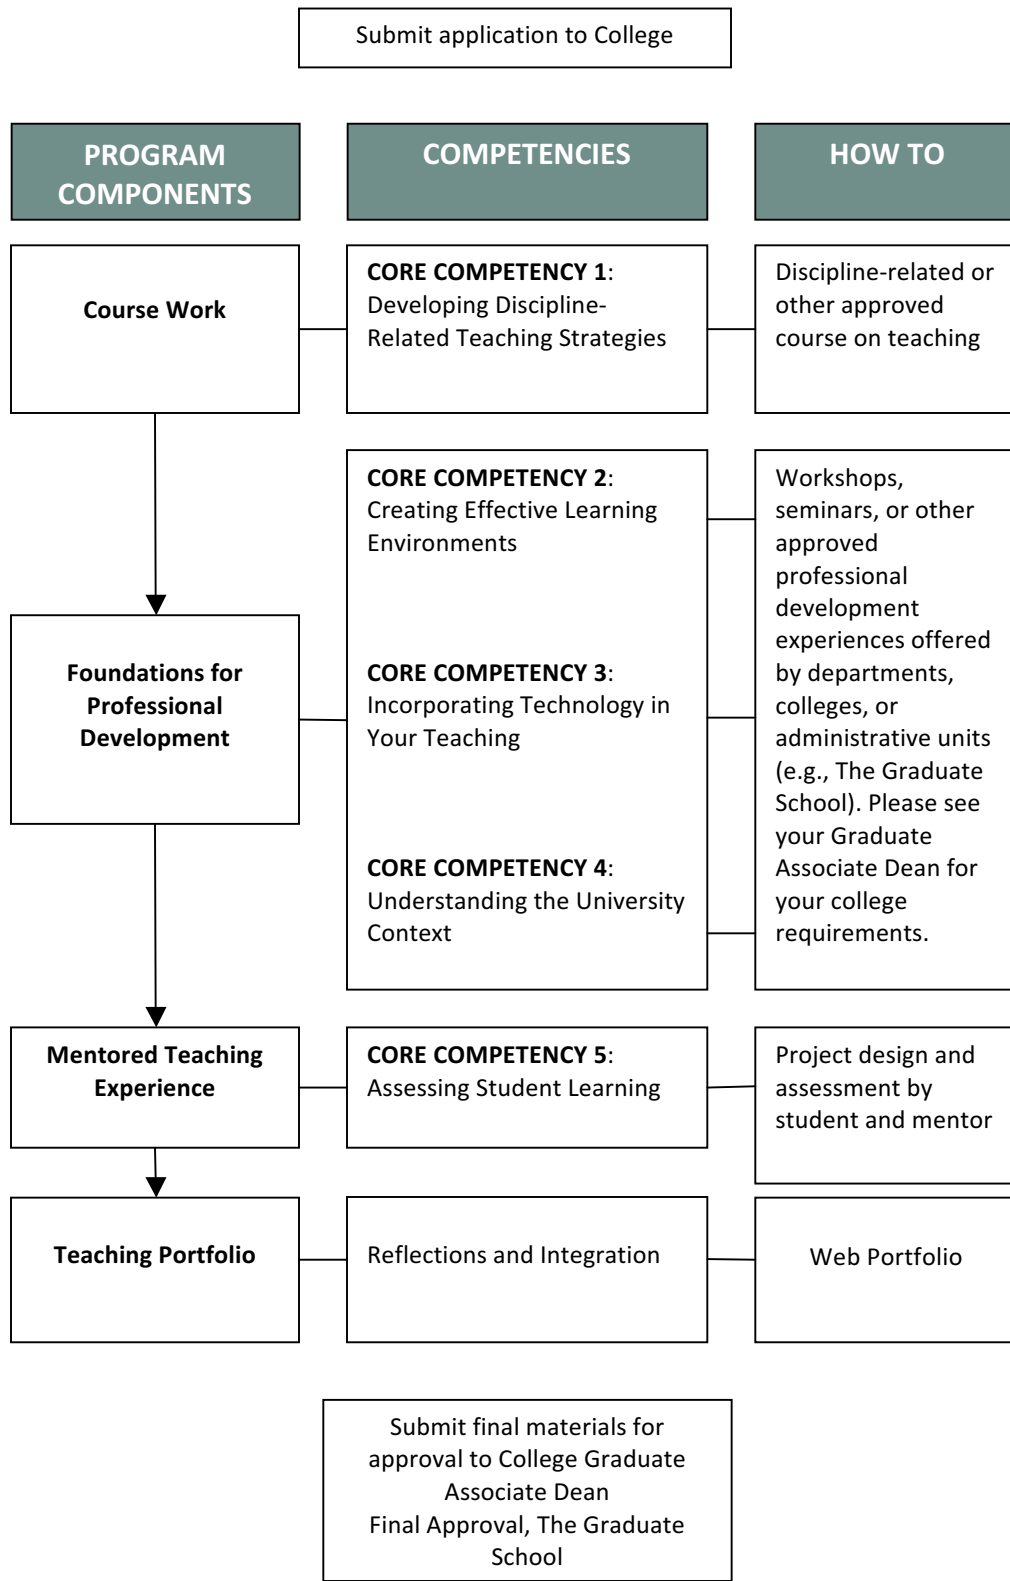 Submit application to College
PROGRAM
COMPONENTS
COMPETENCIES
HOW TO
Course Work
CORE COMPETENCY 1:
Developing Discipline-
Related Teaching Strategies
Discipline-related or
other approved
course on teaching
Foundations for
Professional
Development
CORE COMPETENCY 2:
Creating Effective Learning
Environments
CORE COMPETENCY 3:
Incorporating Technology in
Your Teaching
CORE COMPETENCY 4:
Understanding the University
Context
Workshops,
seminars, or other
approved
professional
development
experiences offered
by departments,
colleges, or
administrative units
(e.g., The Graduate
School). Please see
your Graduate
Associate Dean for
your college
requirements.
Mentored Teaching
Experience
CORE COMPETENCY 5:
Assessing Student Learning
Project design and
assessment by
student and mentor
Teaching Portfolio
Reflections and Integration
Web Portfolio
Submit final materials for
approval to College Graduate
Associate Dean
Final Approval, The Graduate
School